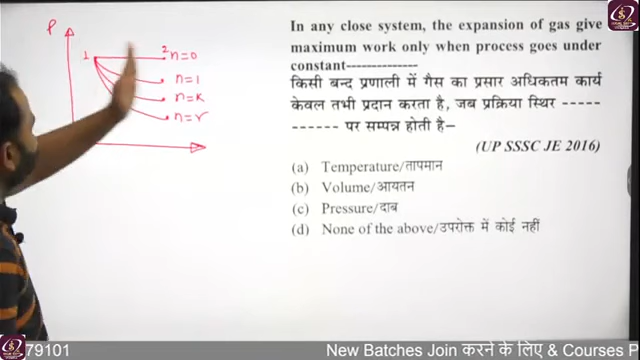 P
1
2 n=0
n=1
n=K
n=r
In any close system, the expansion of gas give
maximum work only when process goes under
constant--------------
किसी बन्द प्रणाली में गैस का प्रसार अधिकतम कार्य
केवल तभी प्रदान करता है, जब प्रक्रिया स्थिर -----
---------- पर सम्पन्न होती है–
(UP SSSC JE 2016)
(a) Temperature/तापमान
(b) Volume/आयतन
(c) Pressure/दाब
(d) None of the above/उपरोक्त में कोई नहीं
79101
New Batches Join करने के लिए & Courses P